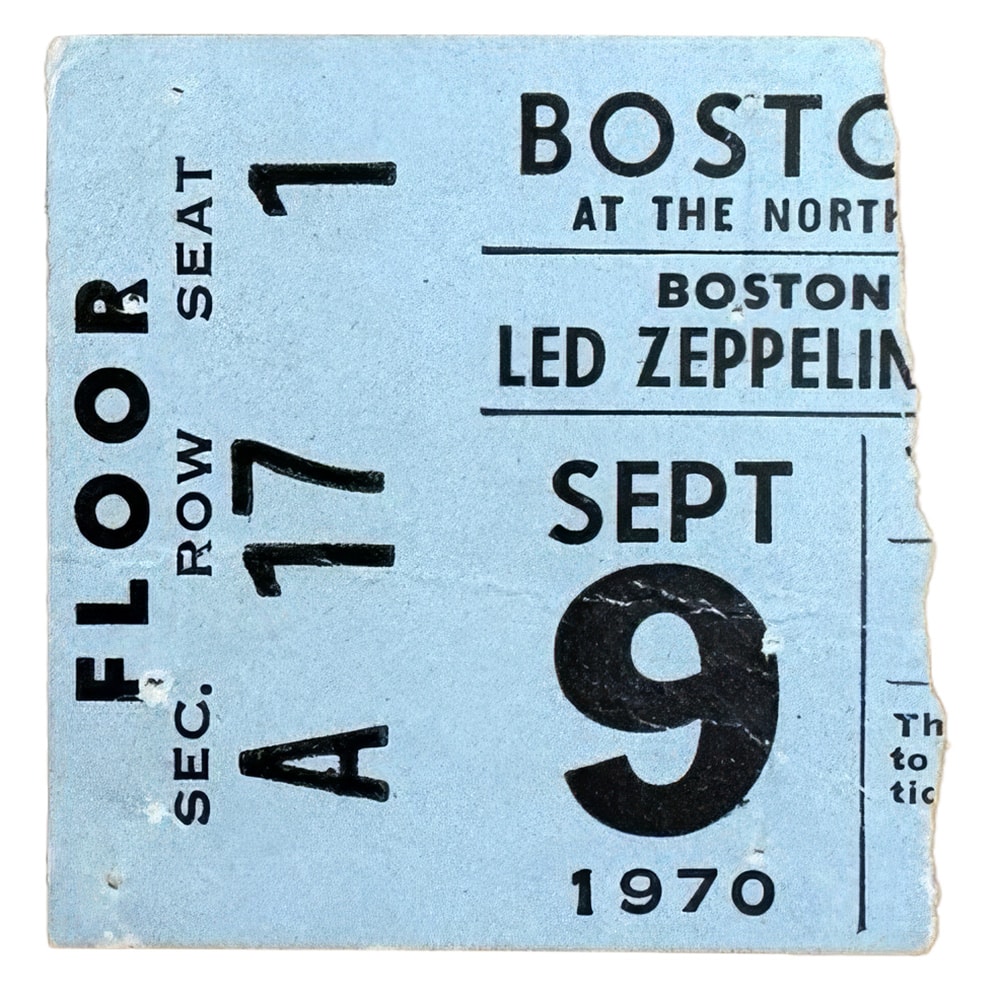 FLOOR
SEC. ROW SEAT
A 17 1
BOSTO
AT THE NORTH
BOSTON
LED ZEPPELIN
SEPT
9
1970
Th
to
tic